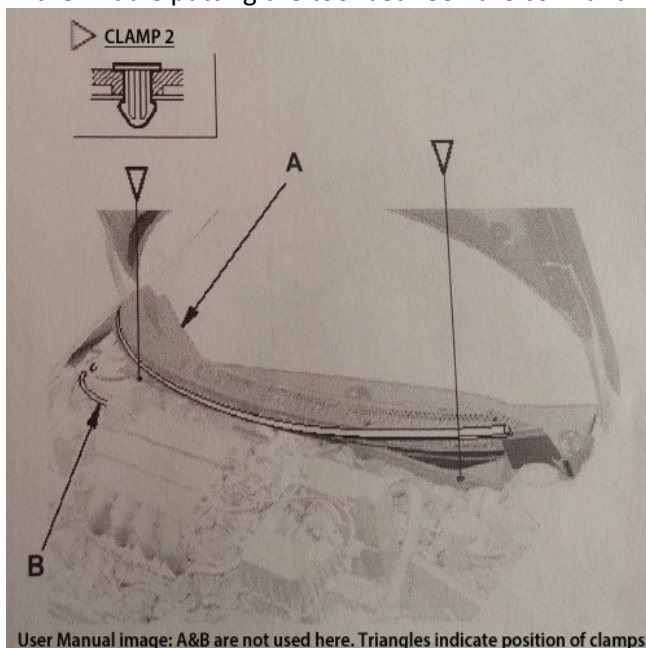 CLAMP 2
A
B
User Manual image: A&B are not used here. Triangles indicate position of clamps